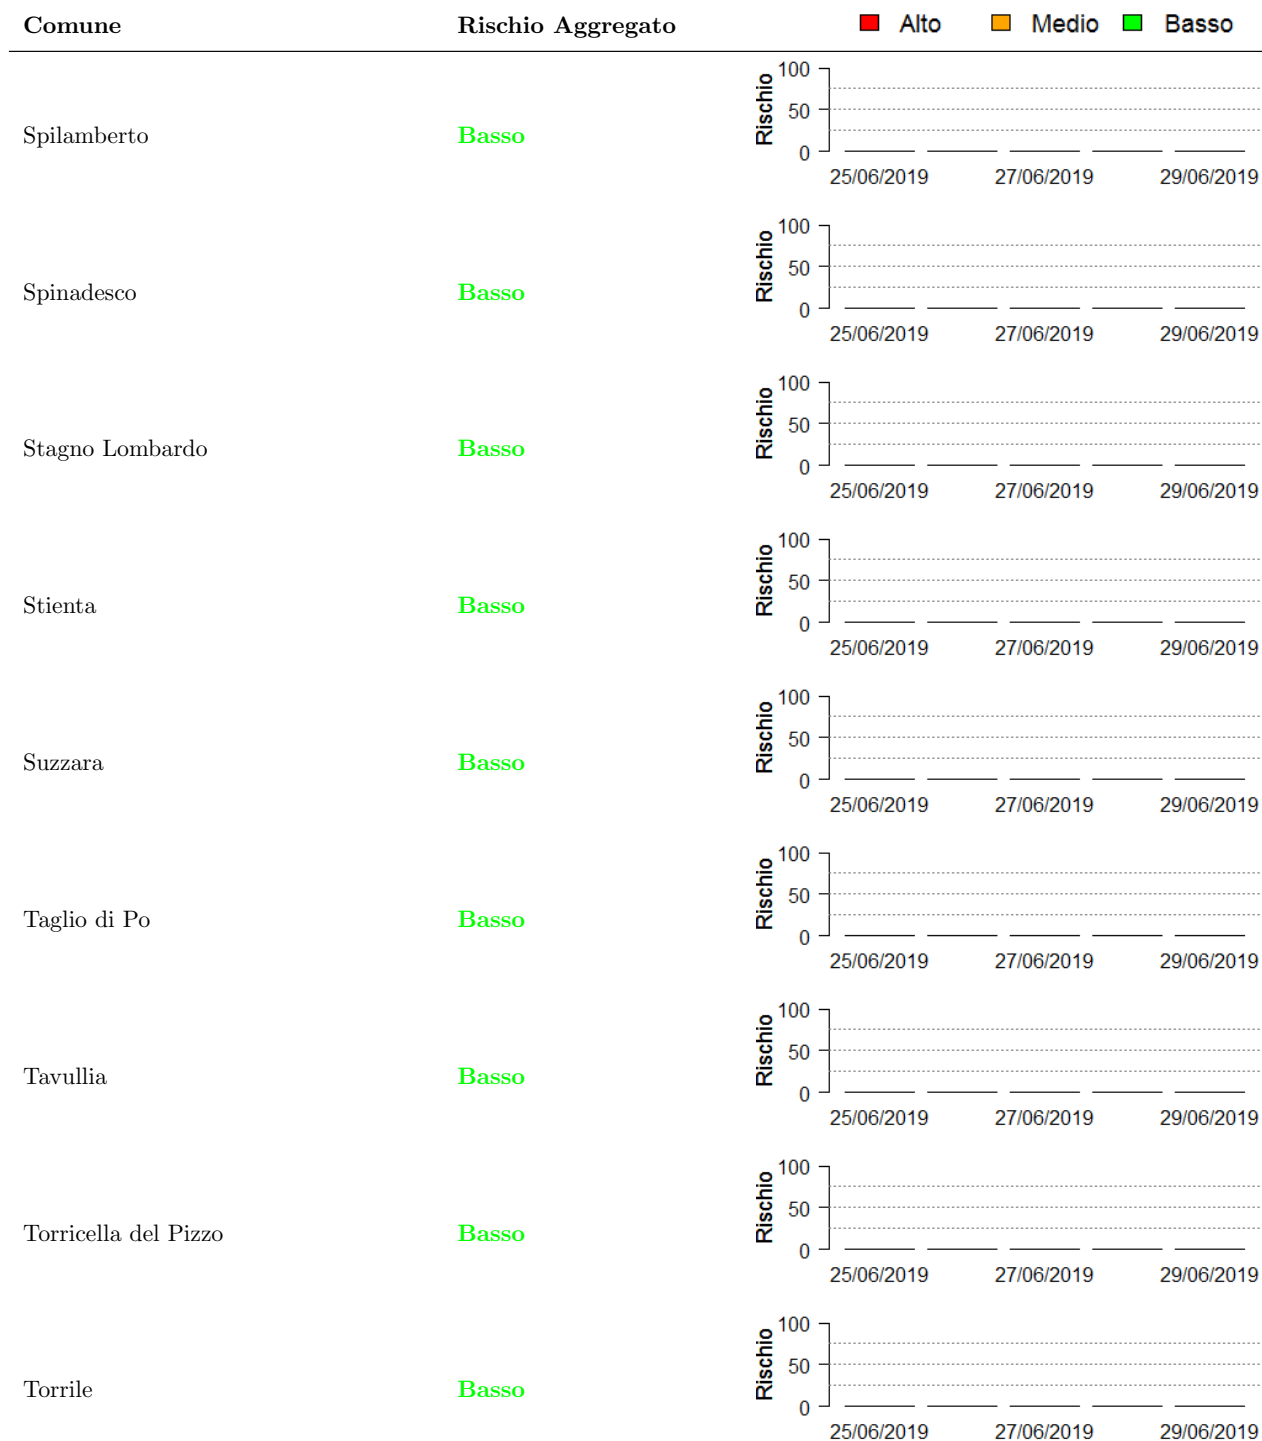 Comune Rischio Aggregato Alto Medio Basso
Spilamberto Basso
Rischio
100
50
0
25/06/2019 27/06/2019 29/06/2019
Spinadesco Basso
Rischio
100
50
0
25/06/2019 27/06/2019 29/06/2019
Stagno Lombardo Basso
Rischio
100
50
0
25/06/2019 27/06/2019 29/06/2019
Stienta Basso
Rischio
100
50
0
25/06/2019 27/06/2019 29/06/2019
Suzzara Basso
Rischio
100
50
0
25/06/2019 27/06/2019 29/06/2019
Taglio di Po Basso
Rischio
100
50
0
25/06/2019 27/06/2019 29/06/2019
Tavullia Basso
Rischio
100
50
0
25/06/2019 27/06/2019 29/06/2019
Torricella del Pizzo Basso
Rischio
100
50
0
25/06/2019 27/06/2019 29/06/2019
Torrile Basso
Rischio
100
50
0
25/06/2019 27/06/2019 29/06/2019